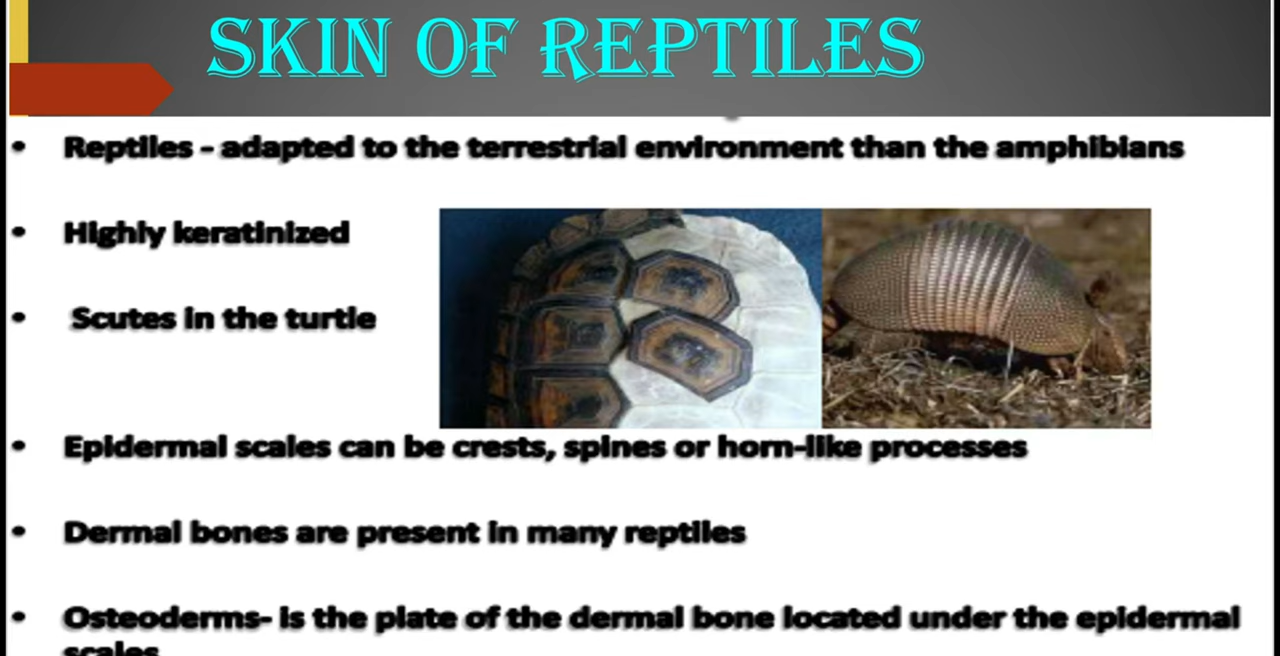 SKIN OF REPTILES
• Reptiles - adapted to the terrestrial environment than the amphibians
• Highly keratinized
• Scutes in the turtle
• Epidermal scales can be crests, spines or horn-like processes
• Dermal bones are present in many reptiles
• Osteoderms- is the plate of the dermal bone located under the epidermal
scales